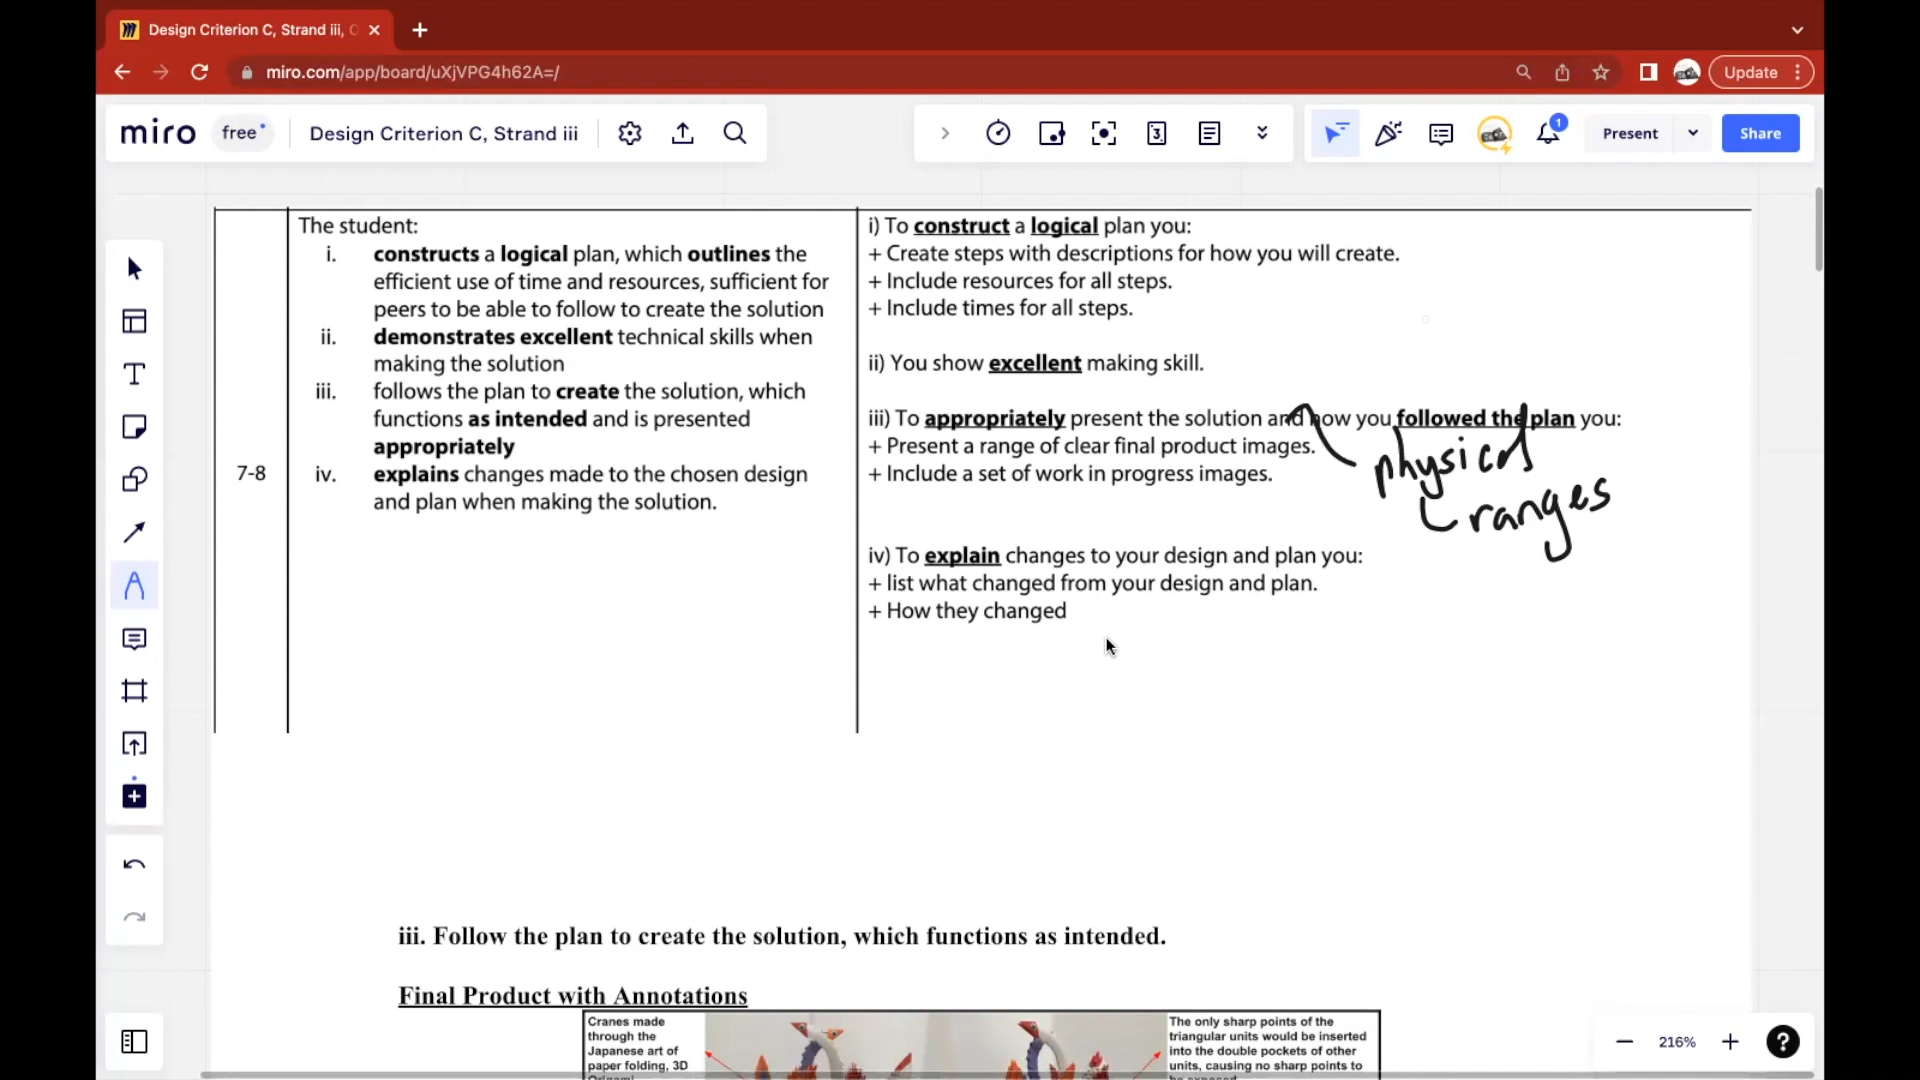 Design Criterion C, Strand iii,
miro.com/app/board/uXjVPG4h62A=/
Update
miro
free
Design Criterion C, Strand iii
3
1
Present
Share
The student:
i. constructs a logical plan, which outlines the
efficient use of time and resources, sufficient for
peers to be able to follow to create the solution
ii. demonstrates excellent technical skills when
making the solution
iii. follows the plan to create the solution, which
functions as intended and is presented
appropriately
iv. explains changes made to the chosen design
and plan when making the solution.
7-8
i) To construct a logical plan you:
+ Create steps with descriptions for how you will create.
+ Include resources for all steps.
+ Include times for all steps.
ii) You show excellent making skill.
iii) To appropriately present the solution and how you followed the plan you:
+ Present a range of clear final product images.
+ Include a set of work in progress images.
physical
ranges
iv) To explain changes to your design and plan you:
+ list what changed from your design and plan.
+ How they changed
iii. Follow the plan to create the solution, which functions as intended.
Final Product with Annotations
Cranes made
through the
Japanese art of
paper folding, 3D
The only sharp points of the
triangular units would be inserted
into the double pockets of other
units, causing no sharp points to
216%